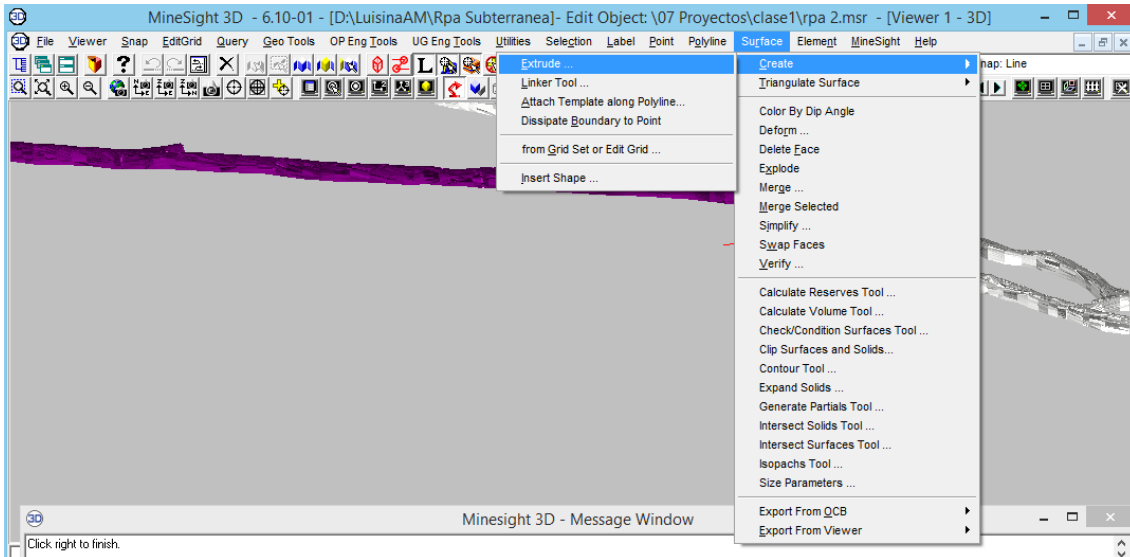 MineSight 3D - 6.10-01 - [D:\LuisinaAM\Rpa Subterranea]- Edit Object: \07 Proyectos\clase1\rpa 2.msr - [Viewer 1 - 3D]
File Viewer Snap EditGrid Query Geo Tools OP Eng Tools UG Eng Tools Utilities Selection Label Point Polyline Surface Element MineSight Help
Extrude ...
Linker Tool ...
Attach Template along Polyline...
Dissipate Boundary to Point
from Grid Set or Edit Grid ...
Insert Shape ...
Create
Triangulate Surface
Color By Dip Angle
Deform ...
Delete Face
Explode
Merge ...
Merge Selected
Simplify ...
Swap Faces
Verify ...
Calculate Reserves Tool ...
Calculate Volume Tool ...
Check/Condition Surfaces Tool ...
Clip Surfaces and Solids...
Contour Tool ...
Expand Solids ...
Generate Partials Tool ...
Intersect Solids Tool ...
Intersect Surfaces Tool ...
Isopachs Tool ...
Size Parameters ...
Export From OCB
Export From Viewer
nap: Line
3D Minesight 3D - Message Window
Click right to finish.